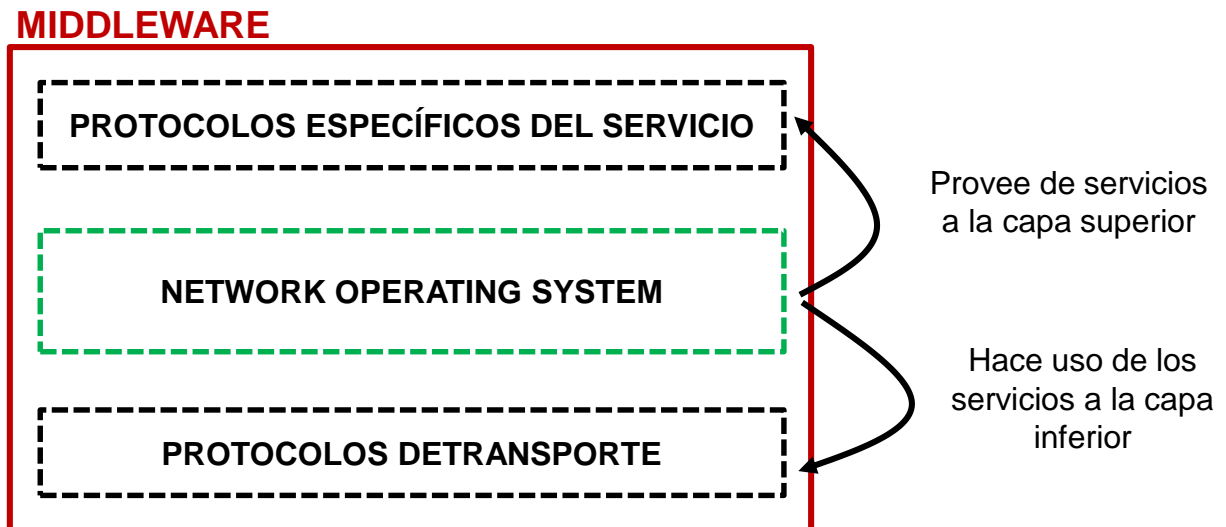 MIDDLEWARE
PROTOCOLOS ESPECÍFICOS DEL SERVICIO
Provee de servicios
a la capa superior
NETWORK OPERATING SYSTEM
Hace uso de los
servicios a la capa
inferior
PROTOCOLOS DETRANSPORTE